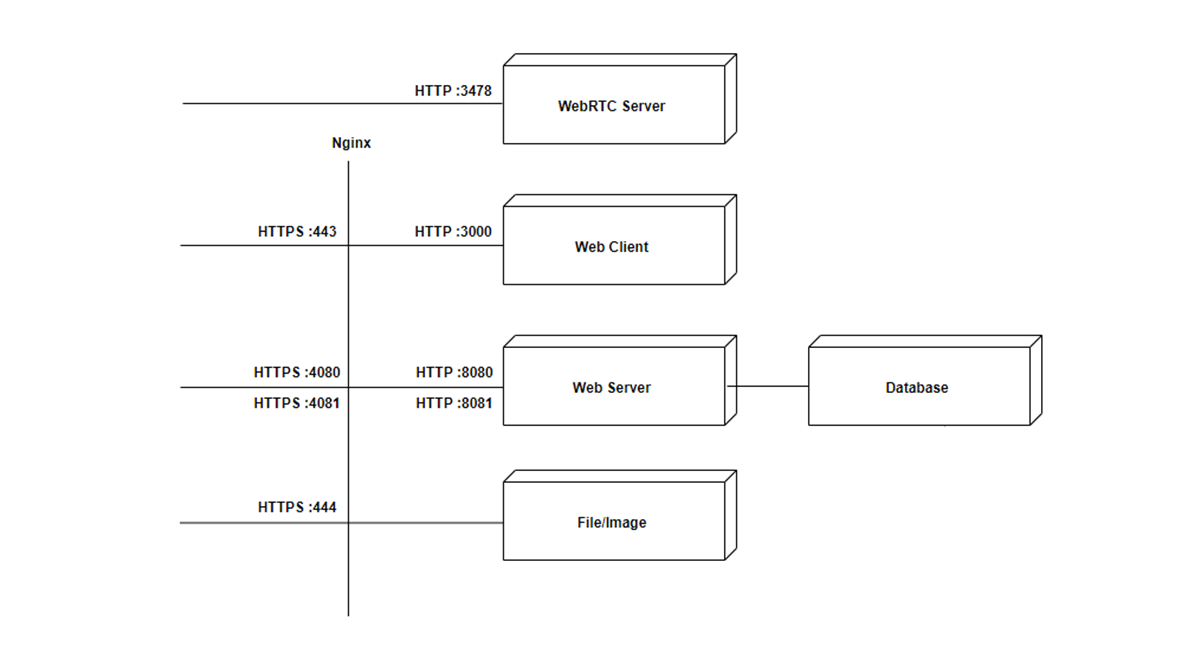 HTTP :3478
WebRTC Server
Nginx
HTTPS :443
HTTP :3000
Web Client
HTTPS :4080
HTTP :8080
HTTPS :4081
HTTP :8081
Web Server
Database
HTTPS :444
File/Image